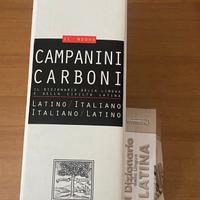 IL NUOVO
CAMPANINI
CARBONI
IL DIZIONARIO DELLA LINGUA
E DELLA CIVILTÀ LATINA
LATINO/ITALIANO
ITALIANO/LATINO
Dizionario
LATINA